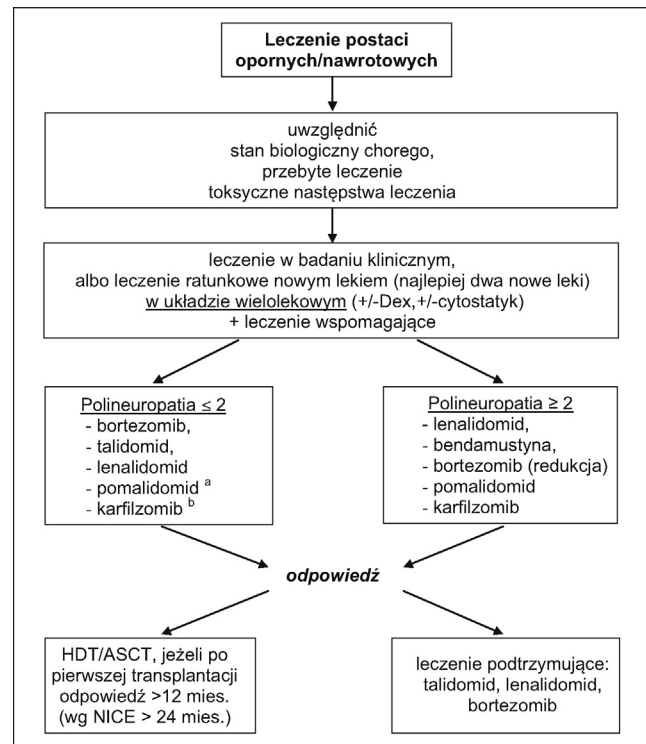 Leczenie postaci
opornych/nawrotowych
uwzględnić
stan biologiczny chorego,
przebyte leczenie
toksyczne następstwa leczenia
leczenie w badaniu klinicznym,
albo leczenie ratunkowe nowym lekiem (najlepiej dwa nowe leki)
w układzie wielolekowym (+/-Dex,+/-cytostatyk)
+ leczenie wspomagające
Polineuropatia ≤ 2
- bortezomib,
- talidomid,
- lenalidomid
- pomalidomid a
- karfilzomib b
Polineuropatia ≥ 2
- lenalidomid,
- bendamustyna,
- bortezomib (redukcja)
- pomalidomid
- karfilzomib
odpowiedź
HDT/ASCT, jeżeli po
pierwszej transplantacji
odpowiedź >12 mies.
(wg NICE > 24 mies.)
leczenie podtrzymujące:
talidomid, lenalidomid,
bortezomib